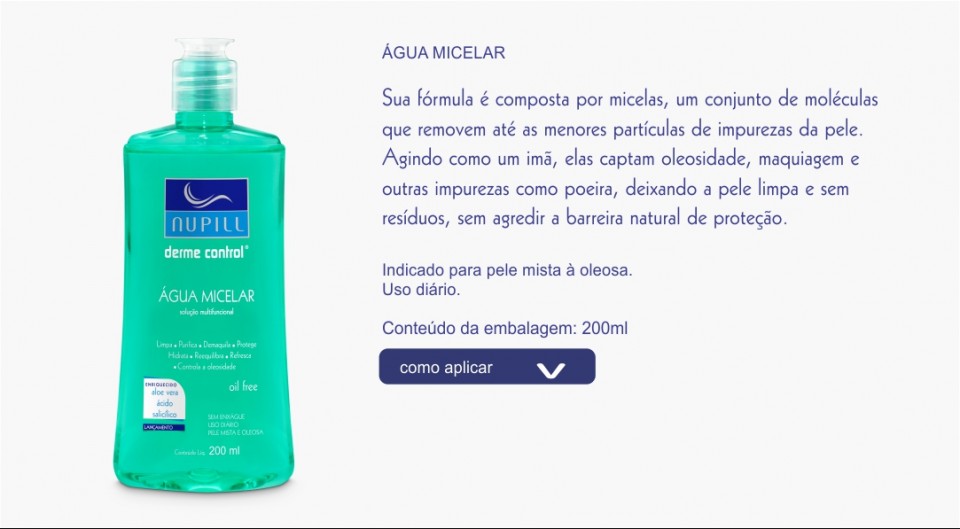 ÁGUA MICELAR
Sua fórmula é composta por micelas, um conjunto de moléculas
que removem até as menores partículas de impurezas da pele.
Agindo como um imã, elas captam oleosidade, maquiagem e
outras impurezas como poeira, deixando a pele limpa e sem
resíduos, sem agredir a barreira natural de proteção.
Indicado para pele mista à oleosa.
Uso diário.
Conteúdo da embalagem: 200ml
como aplicar
NUPILL
derme control®
ÁGUA MICELAR
solução multifuncional
Limpa • Purifica • Demaquila • Protege
Hidrata • Reequilibra • Refresca
• Controla a oleosidade
oil free
ENRIQUECIDO
aloe vera
ácido
salicílico
LANÇAMENTO
SEM ENXÁGUE
USO DIÁRIO
PELE MISTA E OLEOSA
Conteúdo Líq. 200 ml